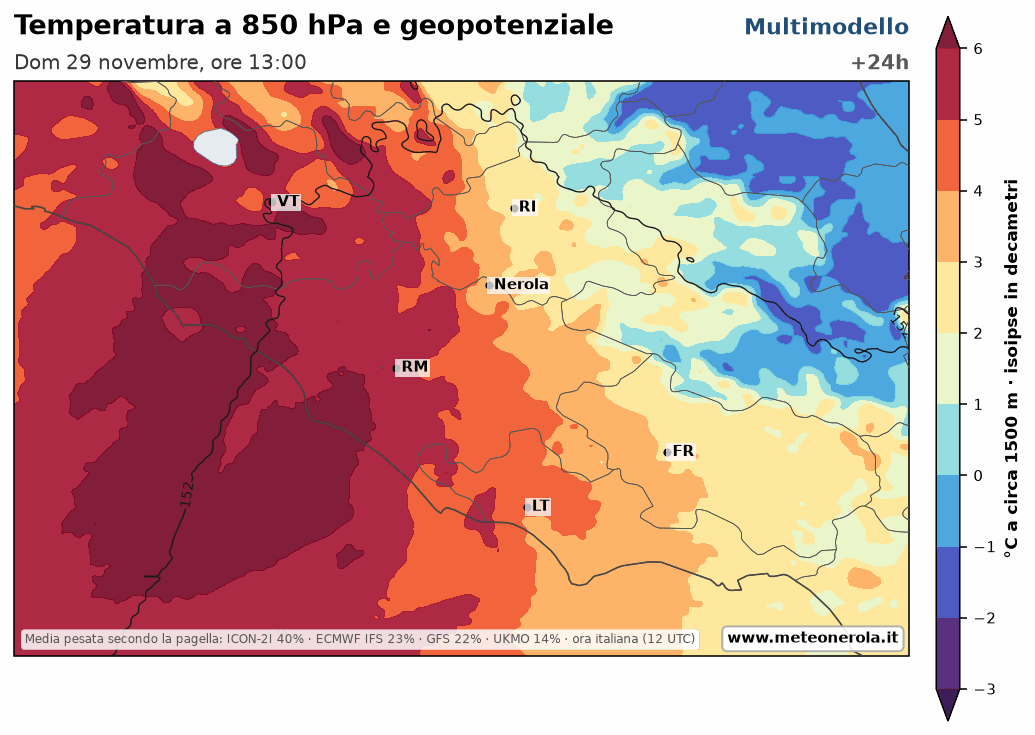 Temperatura a 850 hPa e geopotenziale
Multimodello
Dom 29 novembre, ore 13:00
+24h
VT
RI
Nerola
RM
FR
LT
152
Media pesata secondo la pagella: ICON-2I 40% · ECMWF IFS 23% · GFS 22% · UKMO 14% · ora italiana (12 UTC)
www.meteonerola.it
6
5
4
3
2
1
0
−1
−2
−3
°C a circa 1500 m · isoipse in decametri